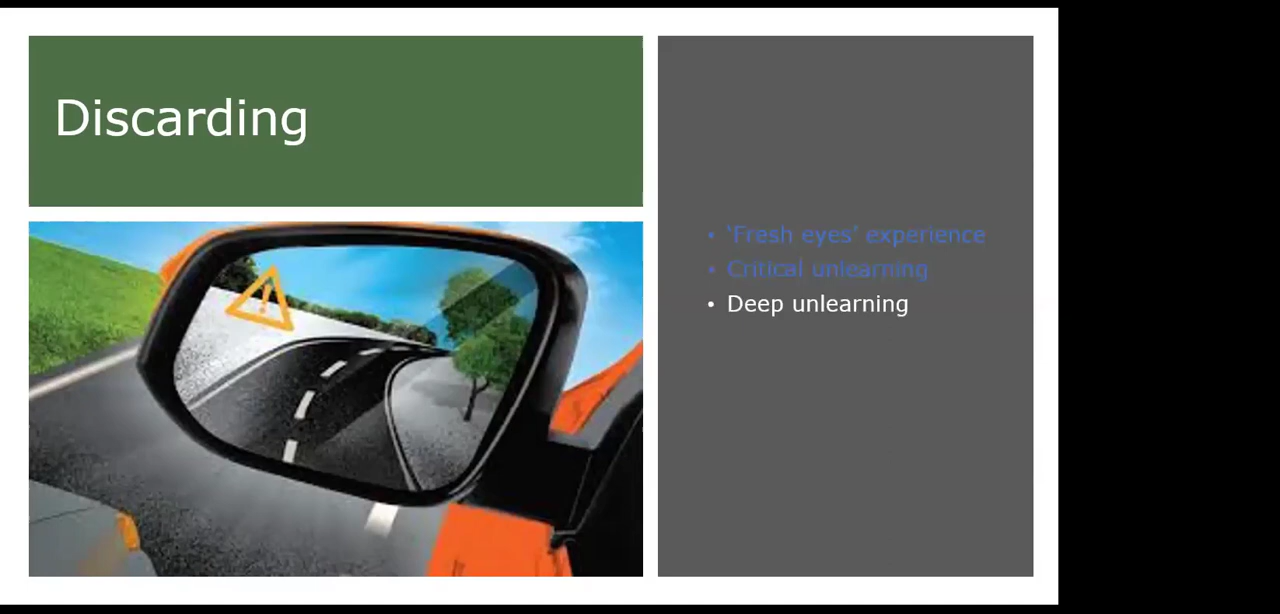 Discarding
• ‘Fresh eyes’ experience
• Critical unlearning
• Deep unlearning